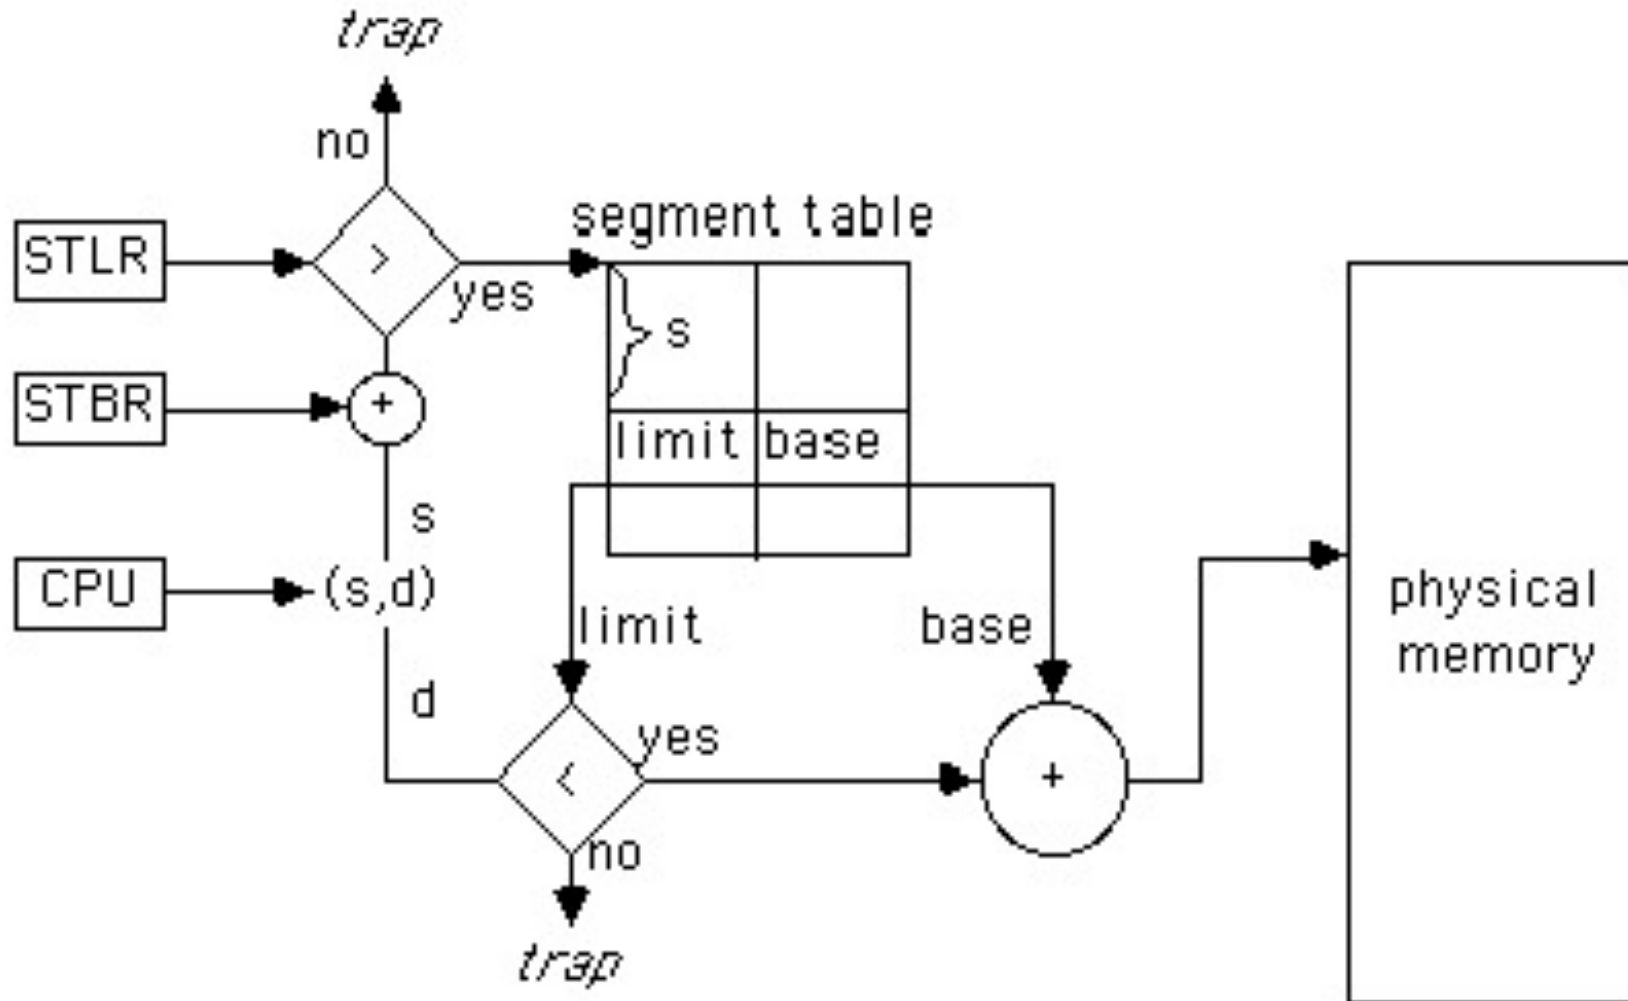 trap
no
segment table
STLR
>
yes
s
STBR
+
limit base
s
CPU
(s,d)
limit
base
physical
memory
d
yes
<
+
no
trap